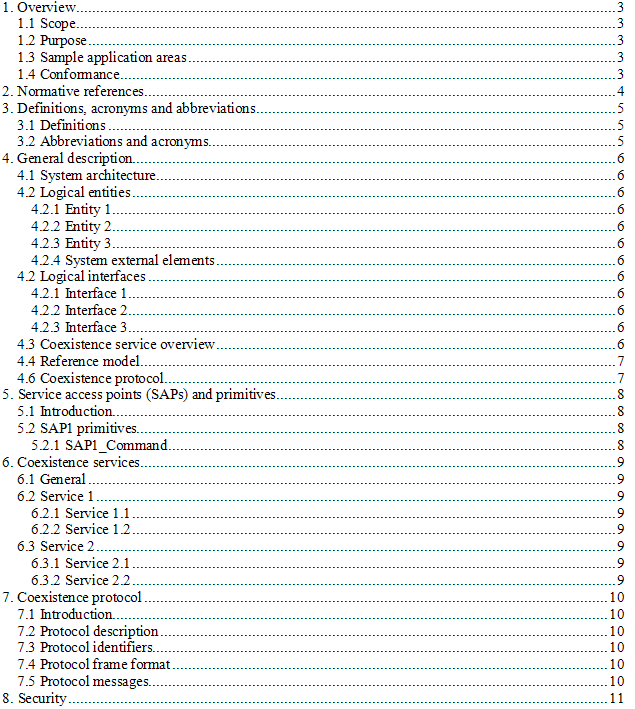 1. Overview 3
1.1 Scope 3
1.2 Purpose 3
1.3 Sample application areas 3
1.4 Conformance 3
2. Normative references 4
3. Definitions, acronyms and abbreviations 5
3.1 Definitions 5
3.2 Abbreviations and acronyms 5
4. General description 6
4.1 System architecture 6
4.2 Logical entities 6
4.2.1 Entity 1 6
4.2.2 Entity 2 6
4.2.3 Entity 3 6
4.2.4 System external elements 6
4.2 Logical interfaces 6
4.2.1 Interface 1 6
4.2.2 Interface 2 6
4.2.3 Interface 3 6
4.3 Coexistence service overview 6
4.4 Reference model 7
4.6 Coexistence protocol 7
5. Service access points (SAPs) and primitives 8
5.1 Introduction 8
5.2 SAP1 primitives 8
5.2.1 SAP1_Command 8
6. Coexistence services 9
6.1 General 9
6.2 Service 1 9
6.2.1 Service 1.1 9
6.2.2 Service 1.2 9
6.3 Service 2 9
6.3.1 Service 2.1 9
6.3.2 Service 2.2 9
7. Coexistence protocol 10
7.1 Introduction 10
7.2 Protocol description 10
7.3 Protocol identifiers 10
7.4 Protocol frame format 10
7.5 Protocol messages 10
8. Security 11